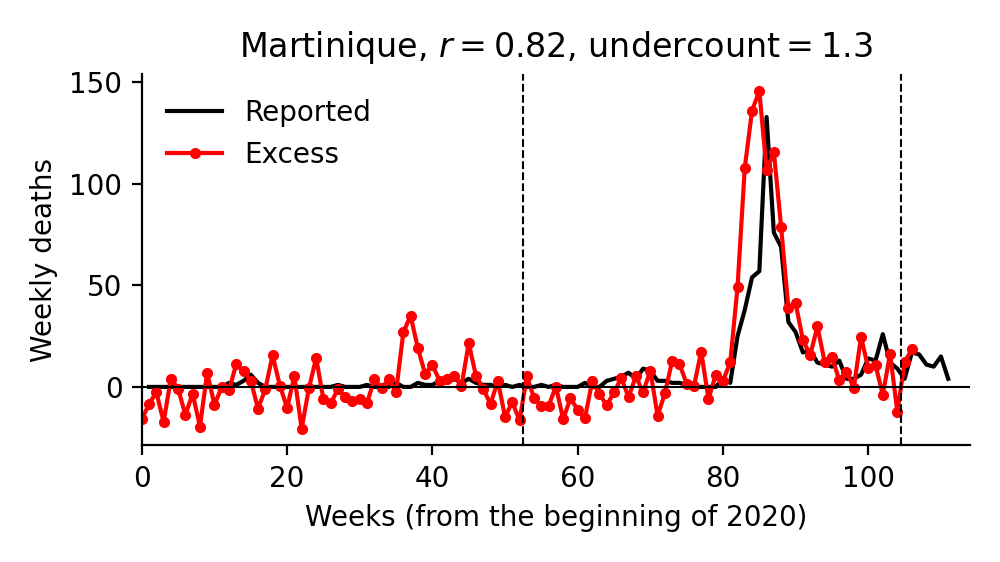 Martinique, r = 0.82, undercount = 1.3
Reported
Excess
Weekly deaths
150
100
50
0
0 20 40 60 80 100
Weeks (from the beginning of 2020)